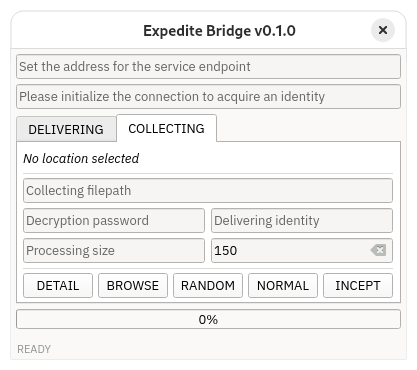 Expedite Bridge v0.1.0
Set the address for the service endpoint
Please initialize the connection to acquire an identity
DELIVERING COLLECTING
No location selected
Collecting filepath
Decryption password Delivering identity
Processing size 150
DETAIL BROWSE RANDOM NORMAL INCEPT
0%
READY